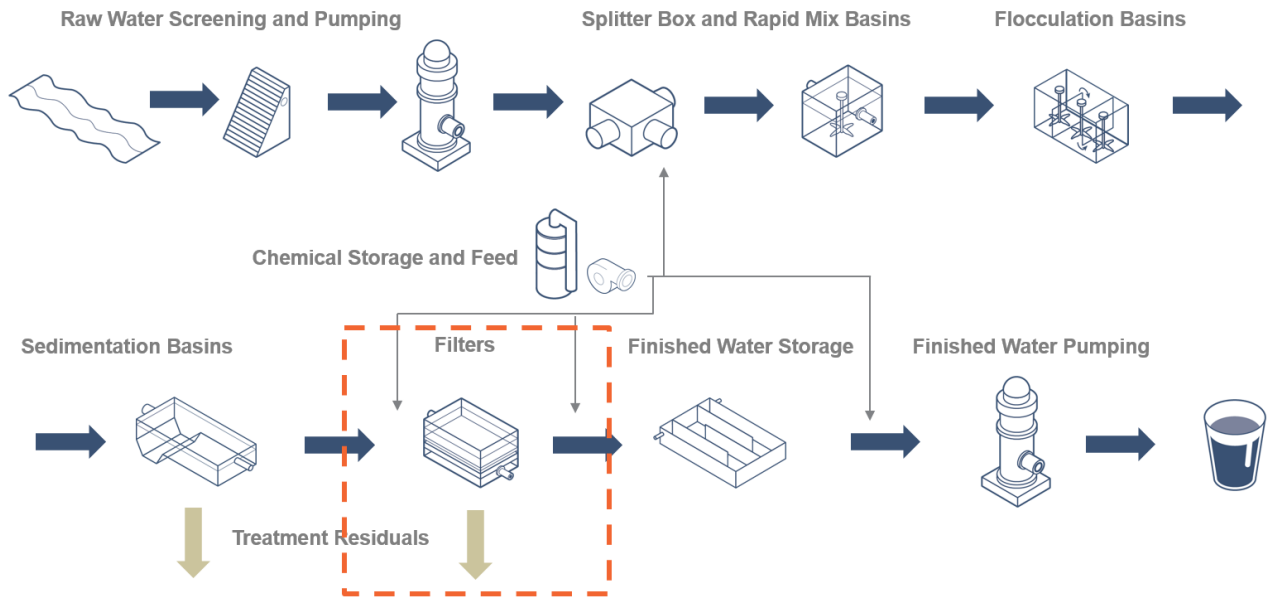 Raw Water Screening and Pumping
Splitter Box and Rapid Mix Basins
Flocculation Basins
Chemical Storage and Feed
Sedimentation Basins
Filters
Finished Water Storage
Finished Water Pumping
Treatment Residuals